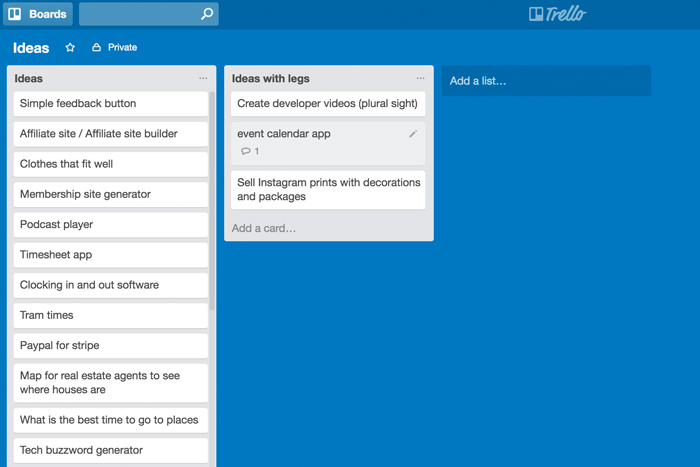 Boards
Trello
Ideas
Private
Ideas
...
Simple feedback button
Affiliate site / Affiliate site builder
Clothes that fit well
Membership site generator
Podcast player
Timesheet app
Clocking in and out software
Tram times
Paypal for stripe
Map for real estate agents to see
where houses are
What is the best time to go to places
Tech buzzword generator
Ideas with legs
...
Create developer videos (plural sight)
event calendar app
1
Sell Instagram prints with decorations
and packages
Add a card…
Add a list…